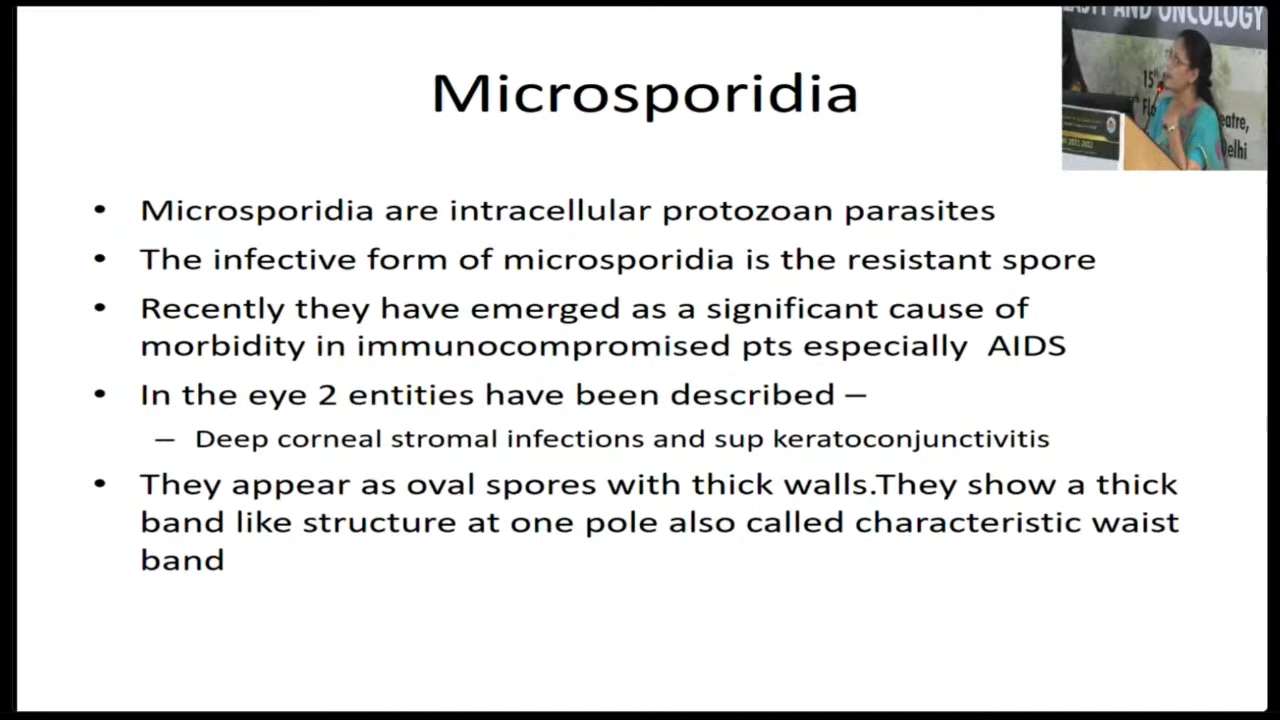 Microsporidia
• Microsporidia are intracellular protozoan parasites
• The infective form of microsporidia is the resistant spore
• Recently they have emerged as a significant cause of
morbidity in immunocompromised pts especially AIDS
• In the eye 2 entities have been described –
– Deep corneal stromal infections and sup keratoconjunctivitis
• They appear as oval spores with thick walls.They show a thick
band like structure at one pole also called characteristic waist
band
AND ONCOLOGY
15th